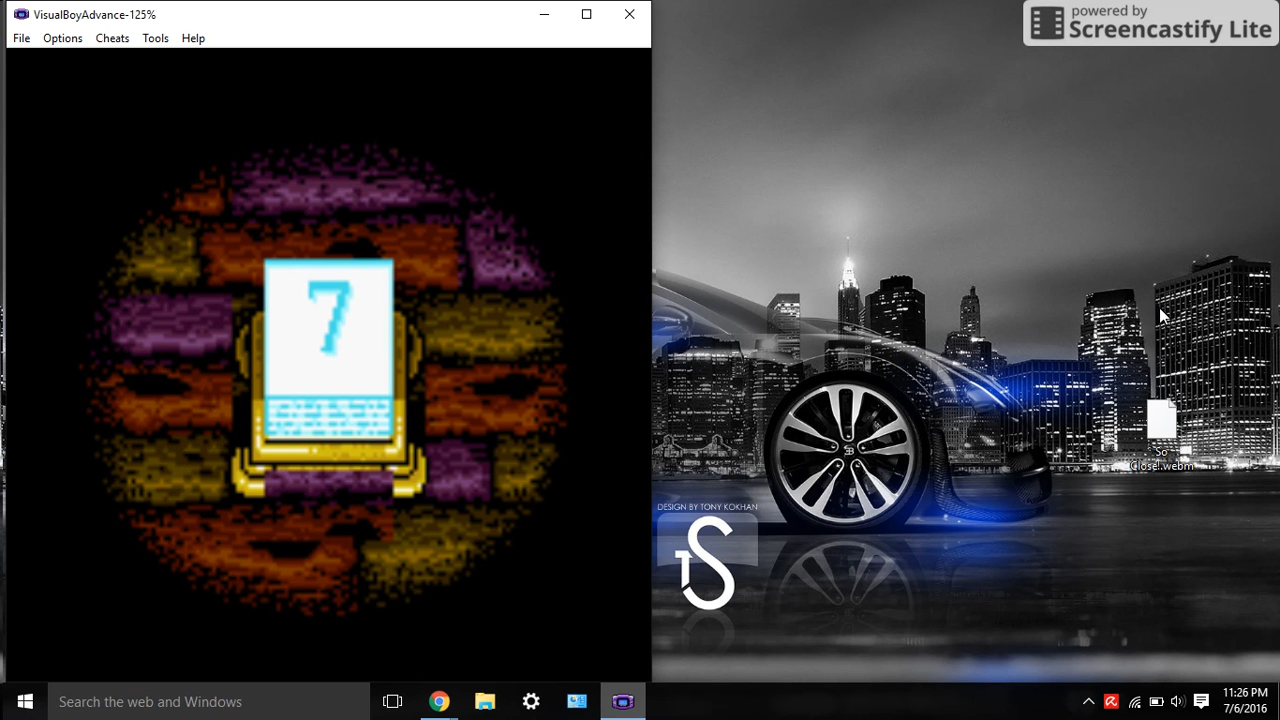 VisualBoyAdvance-125%
File Options Cheats Tools Help
powered by
Screencastify Lite
7
So
Close!.webm
DESIGN BY TONY KOKHAN
Search the web and Windows
11:26 PM
7/6/2016